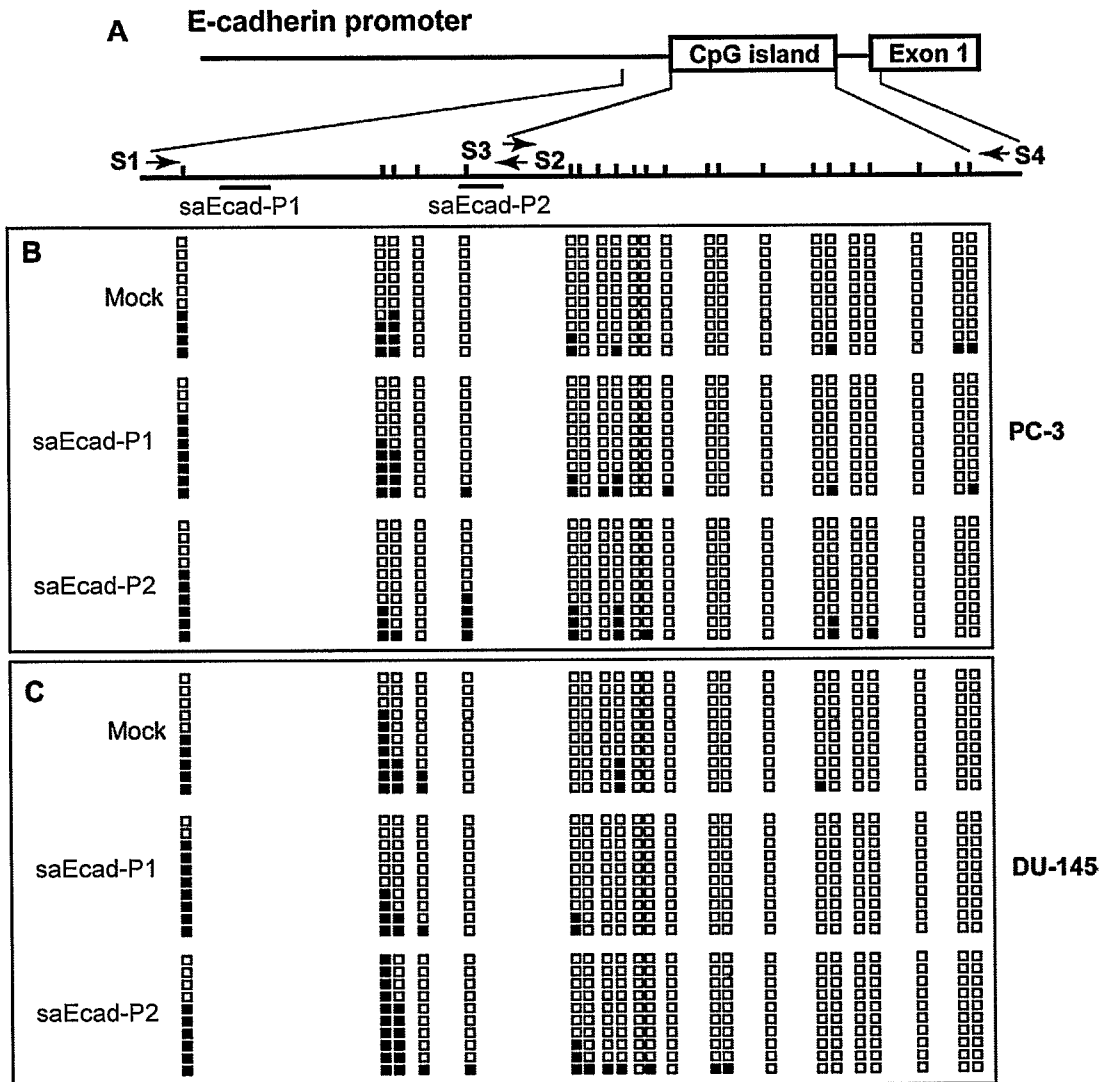 A
E-cadherin promoter
CpG island
Exon 1
S1
S3
S2
S4
saEcad-P1
saEcad-P2
B
Mock
saEcad-P1
PC-3
saEcad-P2
C
Mock
saEcad-P1
DU-145
saEcad-P2